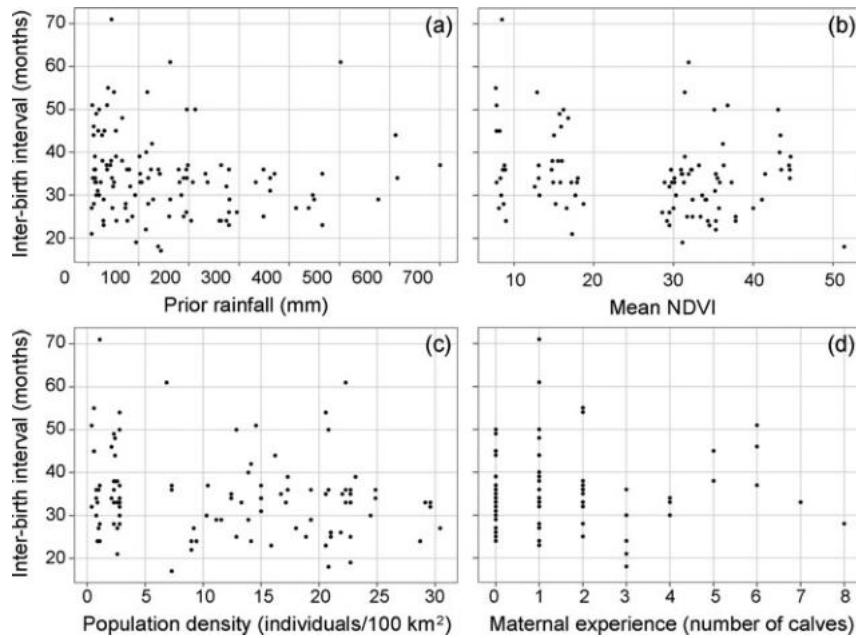 (a)
70
60
50
40
30
20
Inter-birth interval (months)
0 100 200 300 400 500 600 700
Prior rainfall (mm)
(b)
10 20 30 40 50
Mean NDVI
(c)
70
60
50
40
30
20
Inter-birth interval (months)
0 5 10 15 20 25 30
Population density (individuals/100 km²)
(d)
0 1 2 3 4 5 6 7 8
Maternal experience (number of calves)